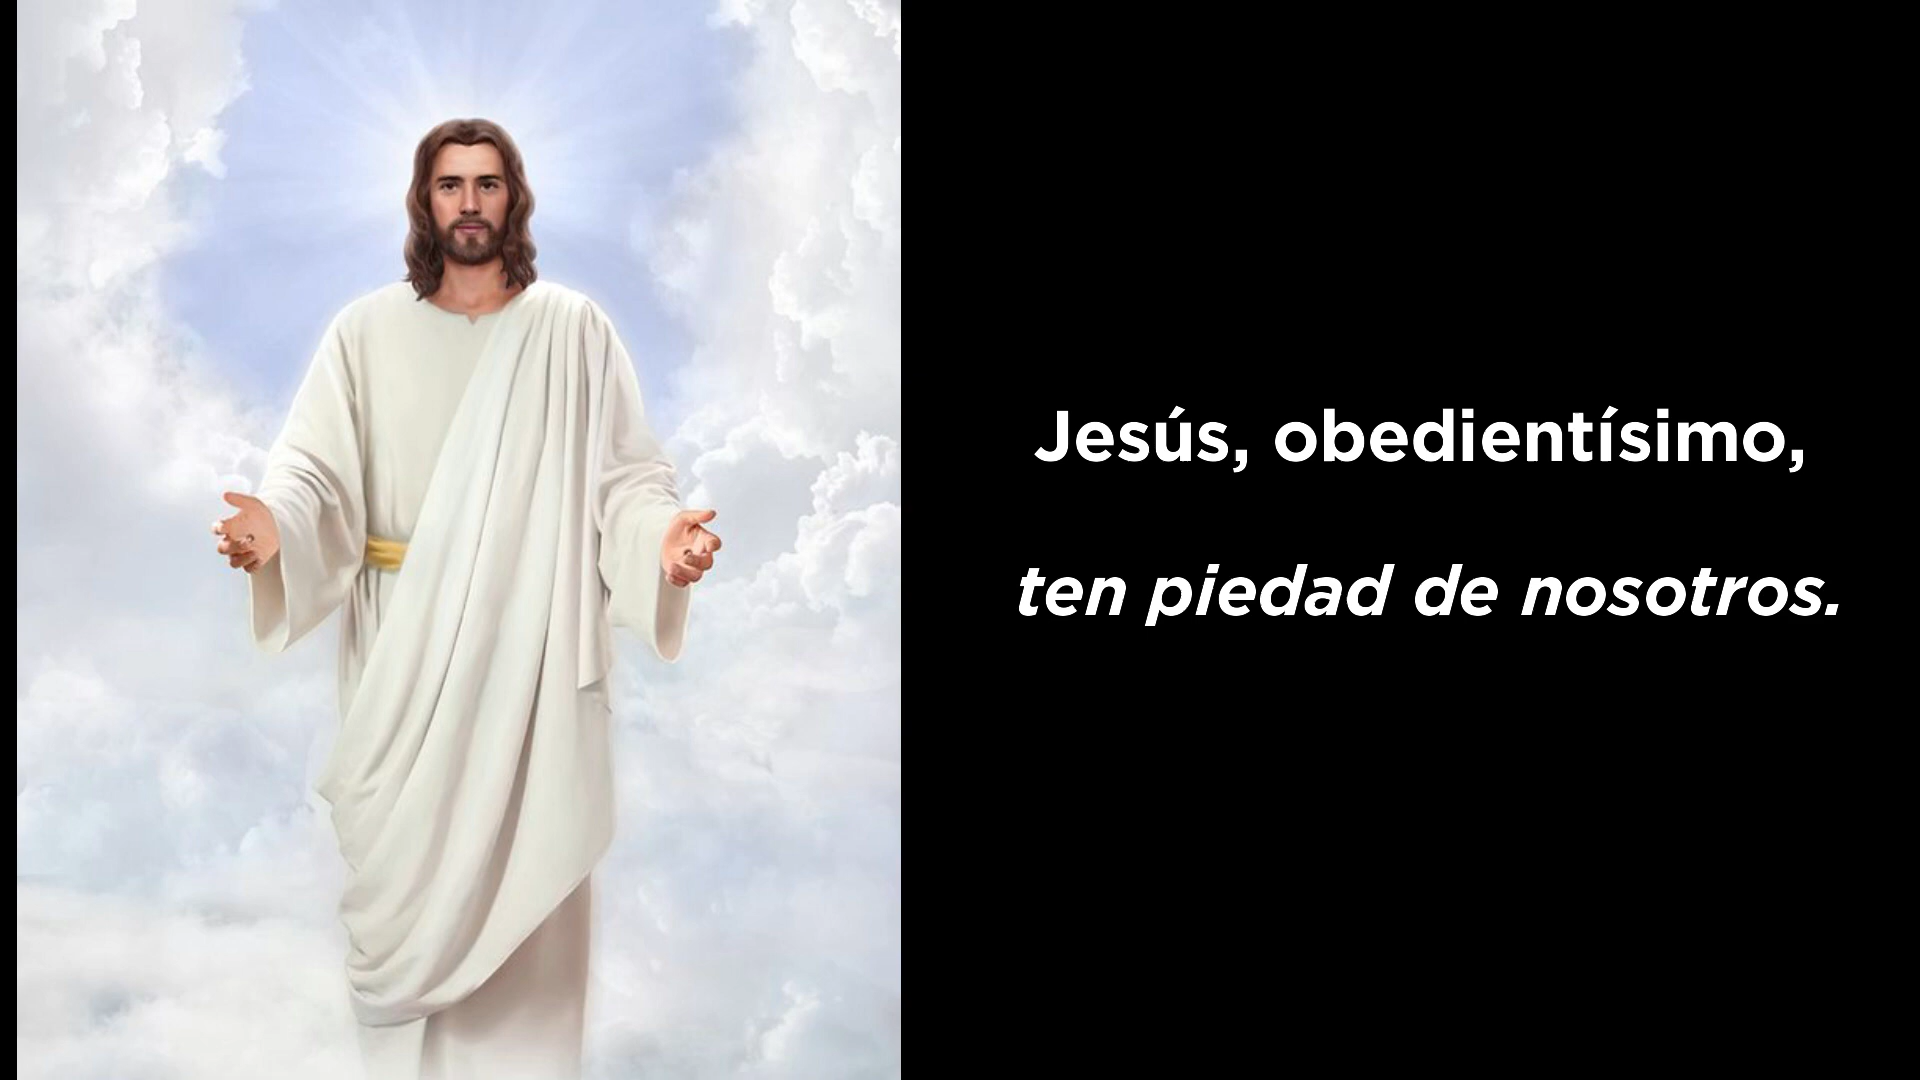 Jesús, obedientísimo,
ten piedad de nosotros.